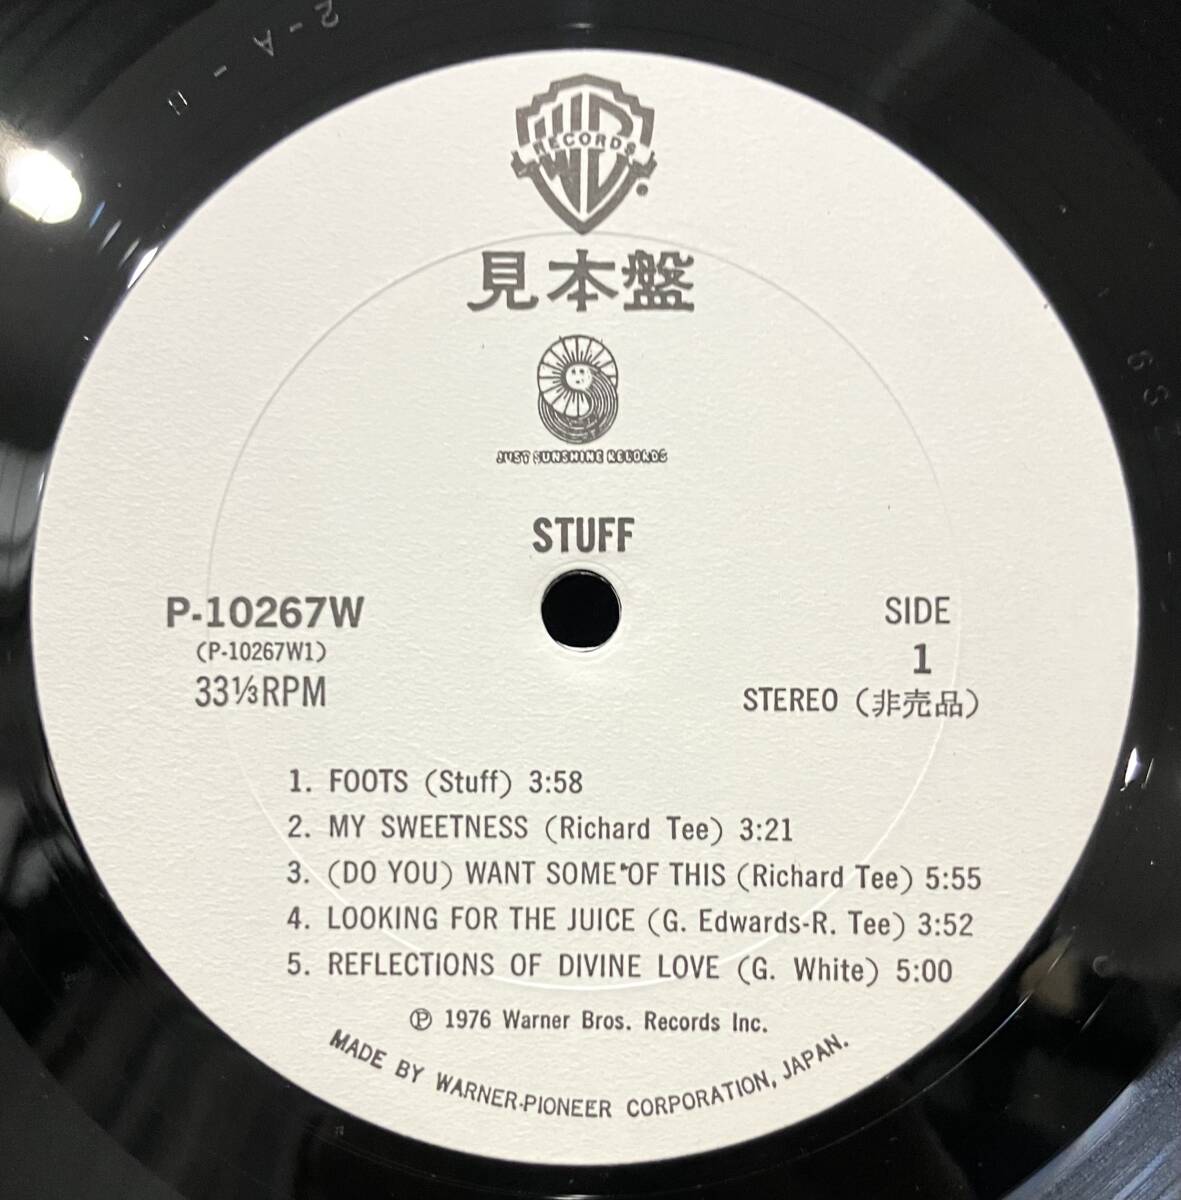 2-A-
WB
RECORDS
見本盤
JUST SUNSHINE RECORDS
STUFF
P-10267W
(P-10267W1)
33⅓RPM
SIDE
1
STEREO (非売品)
1. FOOTS (Stuff) 3:58
2. MY SWEETNESS (Richard Tee) 3:21
3. (DO YOU) WANT SOME OF THIS (Richard Tee) 5:55
4. LOOKING FOR THE JUICE (G. Edwards-R. Tee) 3:52
5. REFLECTIONS OF DIVINE LOVE (G. White) 5:00
Ⓟ 1976 Warner Bros. Records Inc.
MADE BY WARNER-PIONEER CORPORATION, JAPAN.